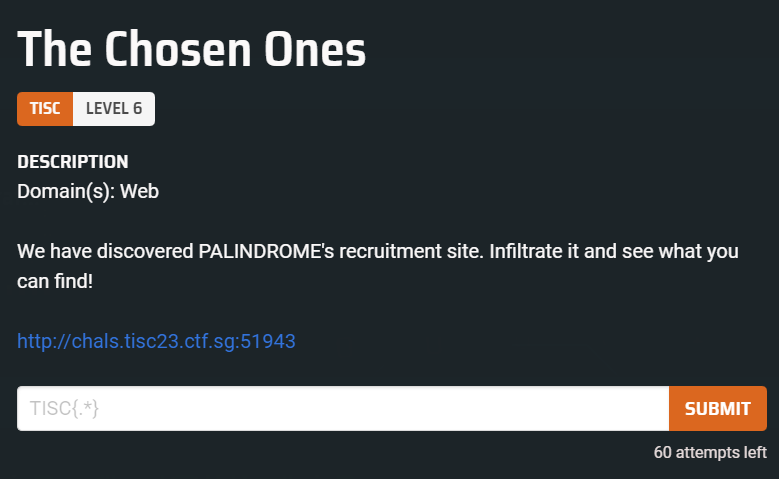 The Chosen Ones
TISC LEVEL 6
DESCRIPTION
Domain(s): Web
We have discovered PALINDROME's recruitment site. Infiltrate it and see what you
can find!
http://chals.tisc23.ctf.sg:51943
TISC{.*} SUBMIT
60 attempts left